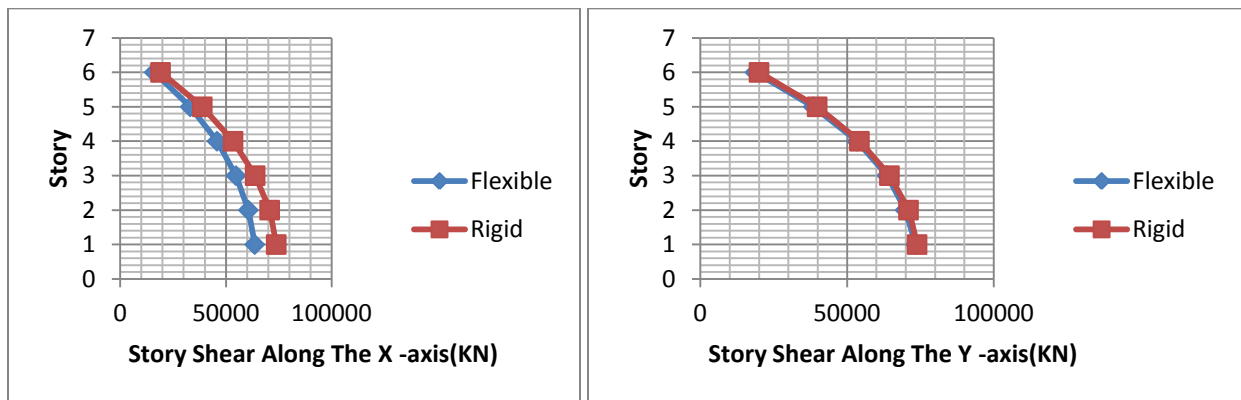 7
6
5
4
3
2
1
0
Story
0 50000 100000
Story Shear Along The X -axis(KN)
Flexible
Rigid
7
6
5
4
3
2
1
0
Story
0 50000 100000
Story Shear Along The Y -axis(KN)
Flexible
Rigid